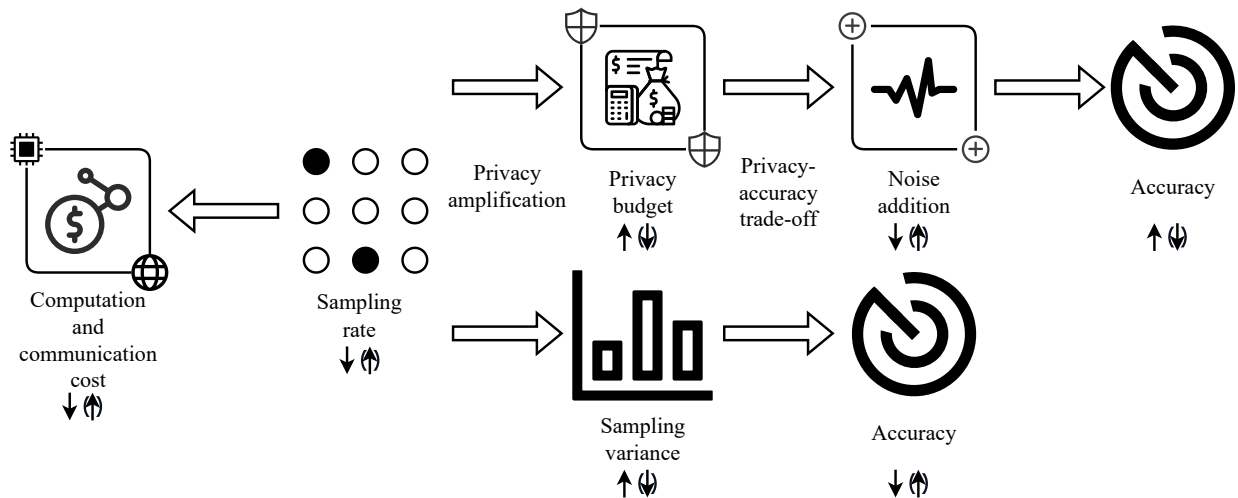 Computation
and
communication
cost
↓(↑)
Sampling
rate
↓(↑)
Privacy
amplification
$
$
Privacy
budget
↑(↓)
Privacy-
accuracy
trade-off
Noise
addition
↓(↑)
Accuracy
↑(↓)
Sampling
variance
↑(↓)
Accuracy
↓(↑)
$